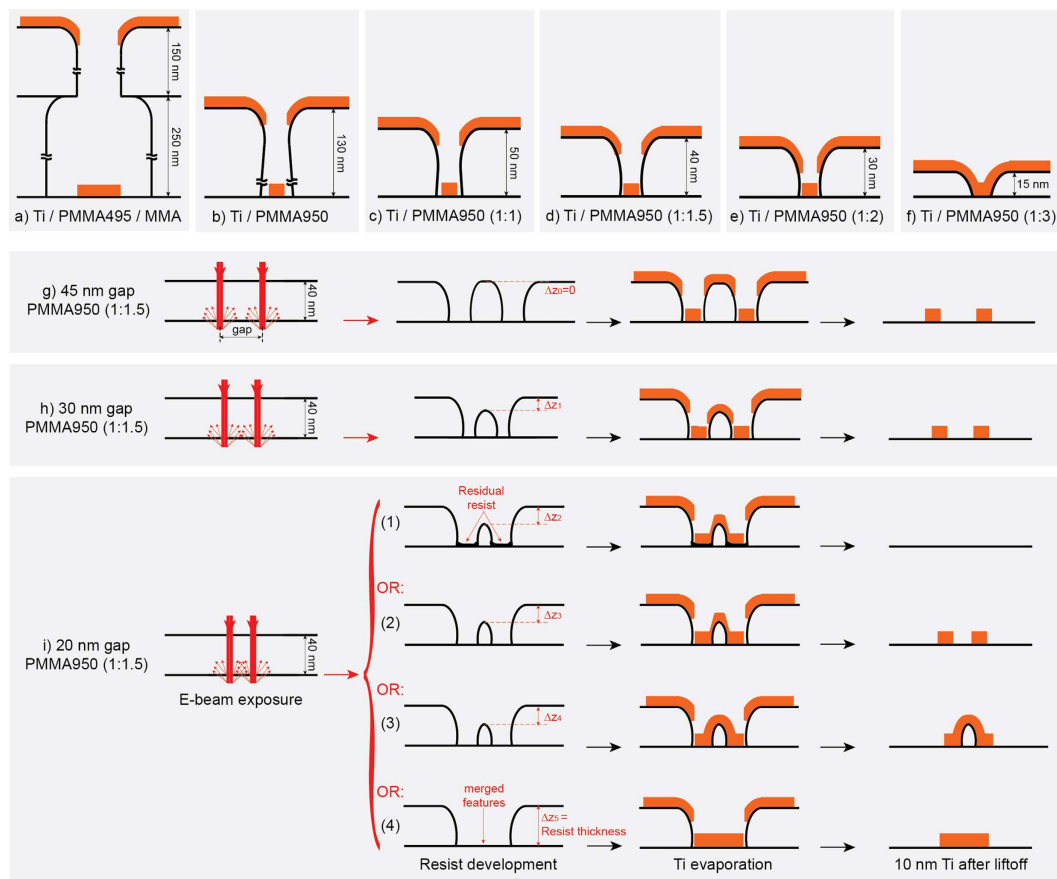 150 nm
250 nm
a) Ti / PMMA495 / MMA
130 nm
b) Ti / PMMA950
50 nm
c) Ti / PMMA950 (1:1)
40 nm
d) Ti / PMMA950 (1:1.5)
30 nm
e) Ti / PMMA950 (1:2)
15 nm
f) Ti / PMMA950 (1:3)
g) 45 nm gap
PMMA950 (1:1.5)
40 nm
gap
Δz₀=0
h) 30 nm gap
PMMA950 (1:1.5)
40 nm
Δz₁
i) 20 nm gap
PMMA950 (1:1.5)
40 nm
E-beam exposure
(1)
Residual
resist
Δz₂
OR:
(2)
Δz₃
OR:
(3)
Δz₄
OR:
(4)
merged
features
Δz₅ =
Resist thickness
Resist development
Ti evaporation
10 nm Ti after liftoff